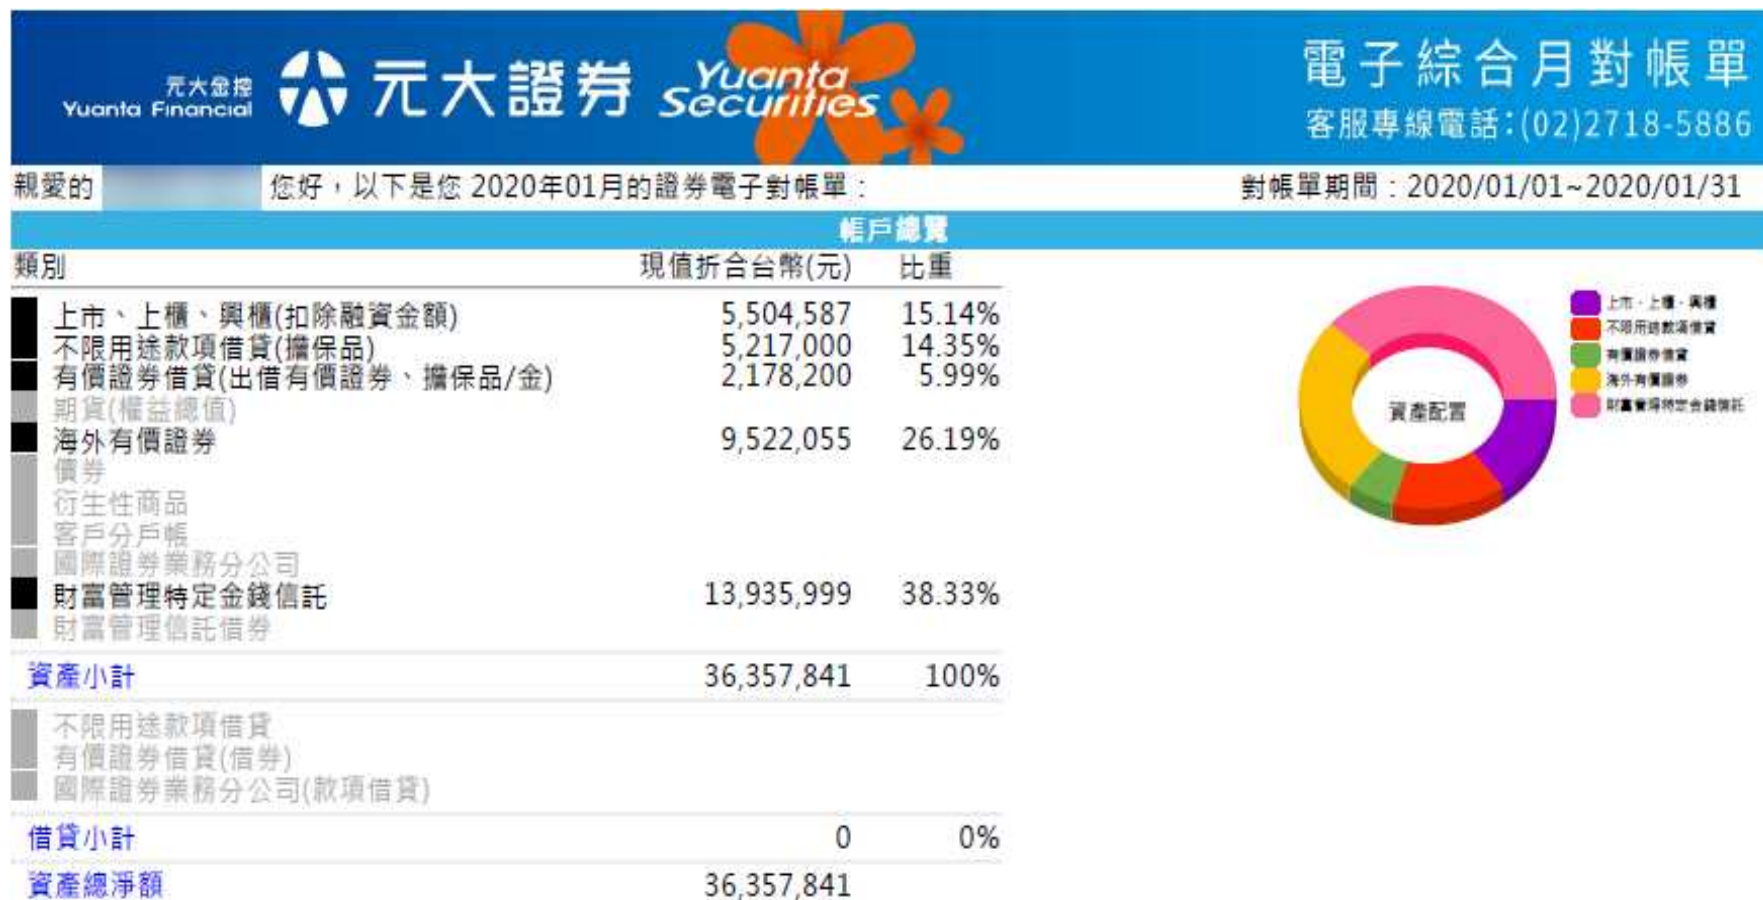 元大金控
Yuanta Financial
元大證券
Yuanta
Securities
電子綜合月對帳單
客服專線電話:(02)2718-5886
親愛的 您好，以下是您 2020年01月的證券電子對帳單：
對帳單期間：2020/01/01~2020/01/31
帳戶總覽
類別 現值折合台幣(元) 比重
上市、上櫃、興櫃(扣除融資金額) 5,504,587 15.14%
不限用途款項借貸(擔保品) 5,217,000 14.35%
有價證券借貸(出借有價證券、擔保品/金) 2,178,200 5.99%
期貨(權益總值)
海外有價證券 9,522,055 26.19%
債券
衍生性商品
客戶分戶帳
國際證券業務分公司
財富管理特定金錢信託 13,935,999 38.33%
財富管理信託借券
資產小計 36,357,841 100%
不限用途款項借貸
有價證券借貸(借券)
國際證券業務分公司(款項借貸)
借貸小計 0 0%
資產總淨額 36,357,841
資產配置
上市、上櫃、興櫃
不限用途款項借貸
有價證券借貸
海外有價證券
財富管理特定金錢信託